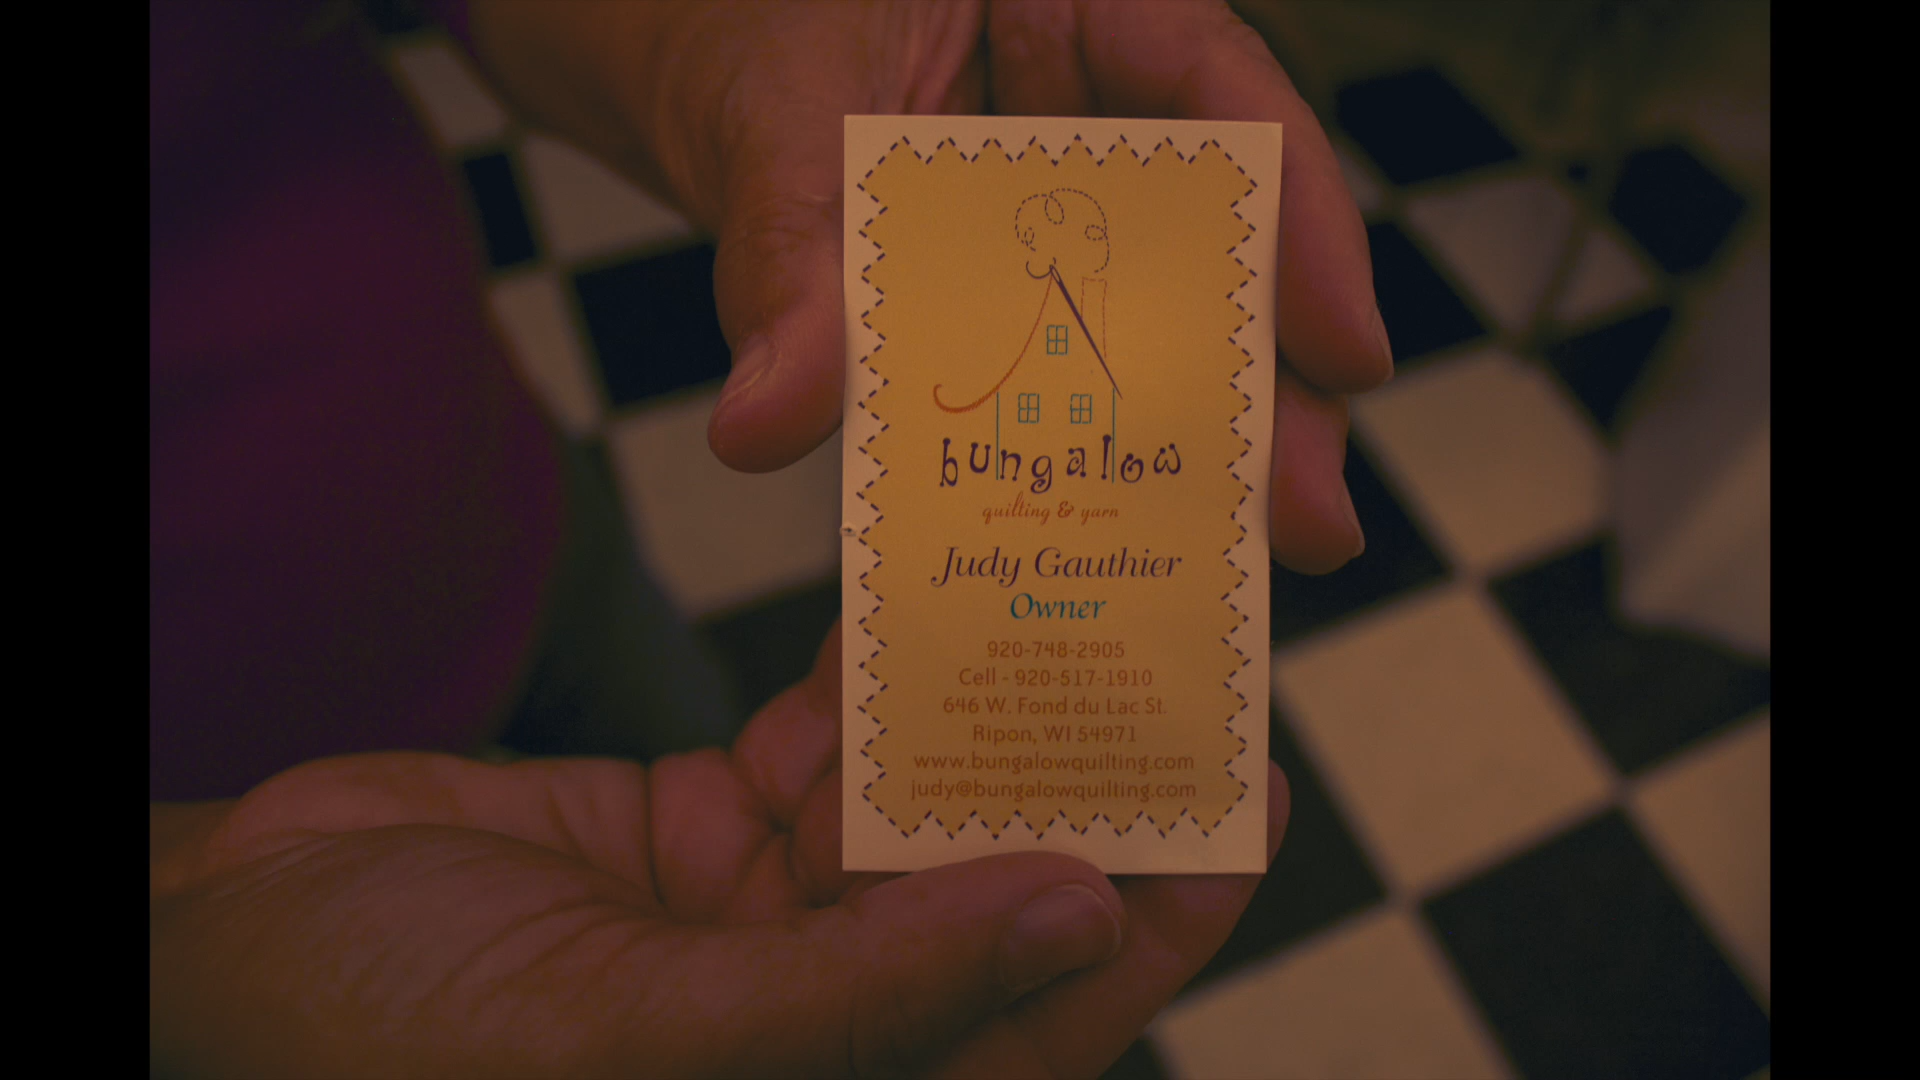 bungalow
quilting & yarn
Judy Gauthier
Owner
920-748-2905
Cell - 920-517-1910
646 W. Fond du Lac St.
Ripon, WI 54971
www.bungalowquilting.com
judy@bungalowquilting.com